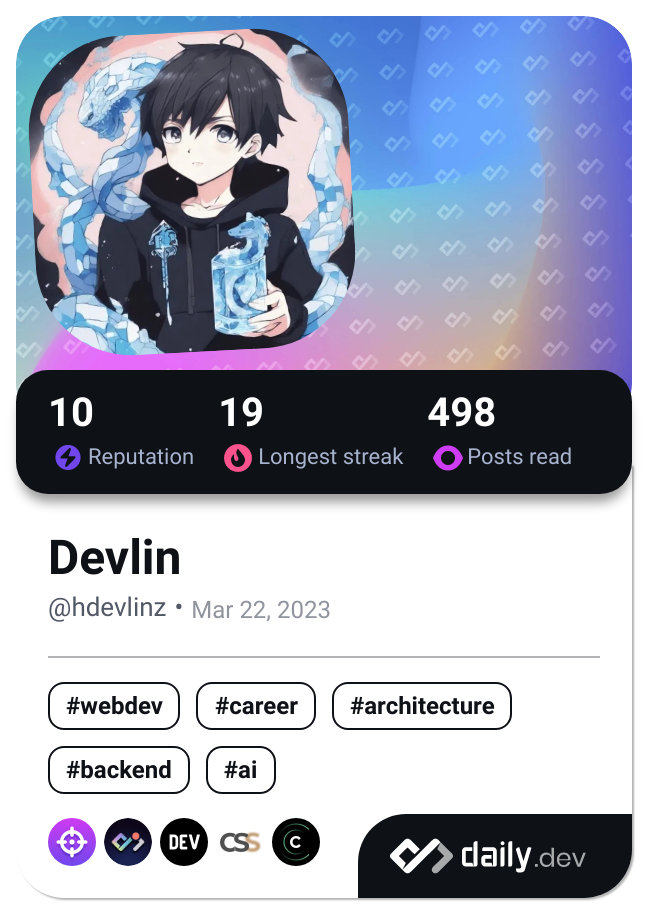 10 19 498
Reputation Longest streak Posts read
Devlin
@hdevlinz • Mar 22, 2023
#webdev #career #architecture
#backend #ai
DEV CSS C
daily.dev